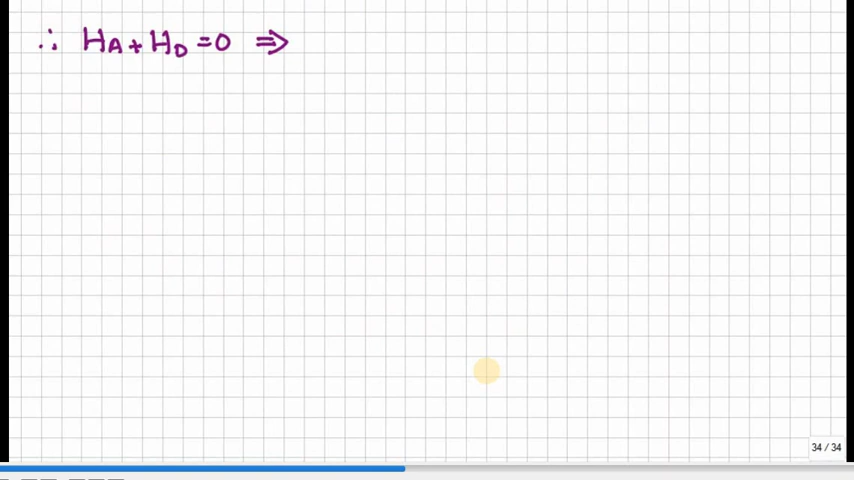 ∴ HA + HD = 0 ⇒
34 / 34